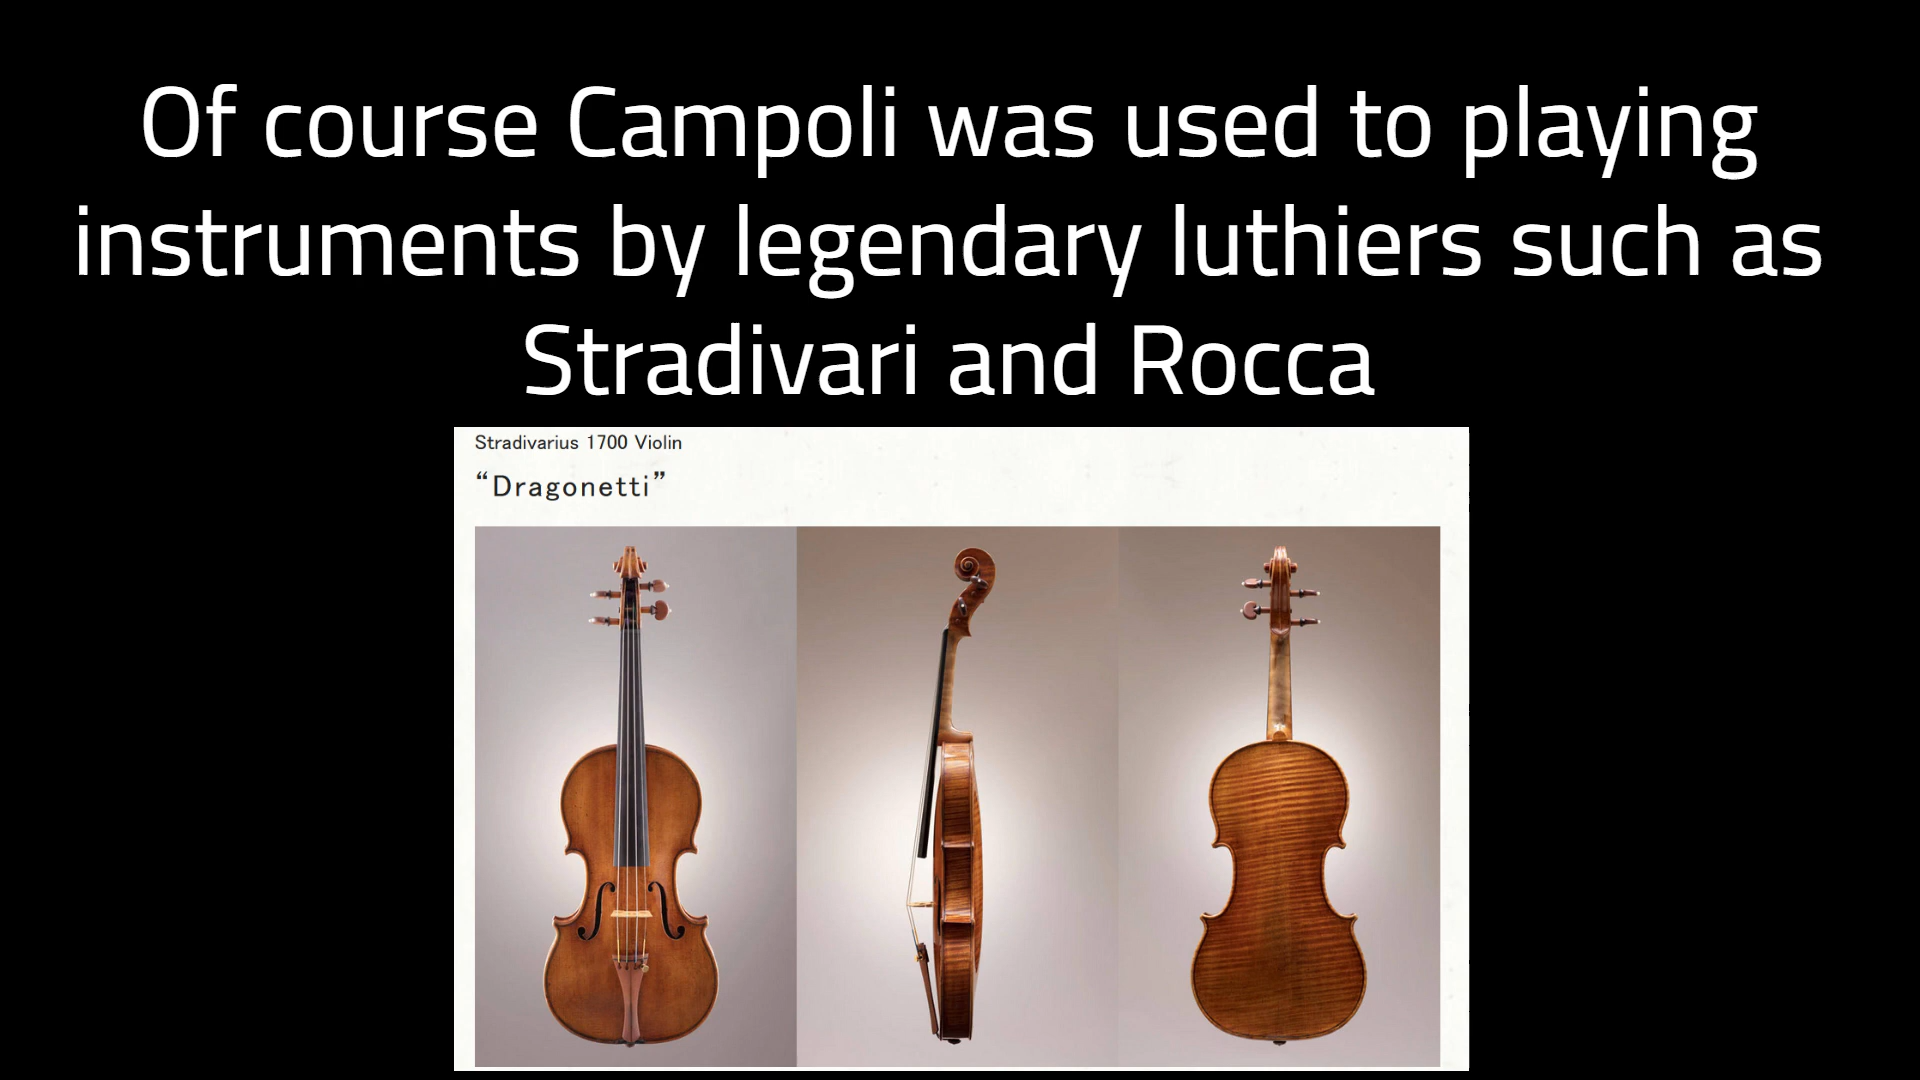 Of course Campoli was used to playing
instruments by legendary luthiers such as
Stradivari and Rocca
Stradivarius 1700 Violin
“Dragonetti”